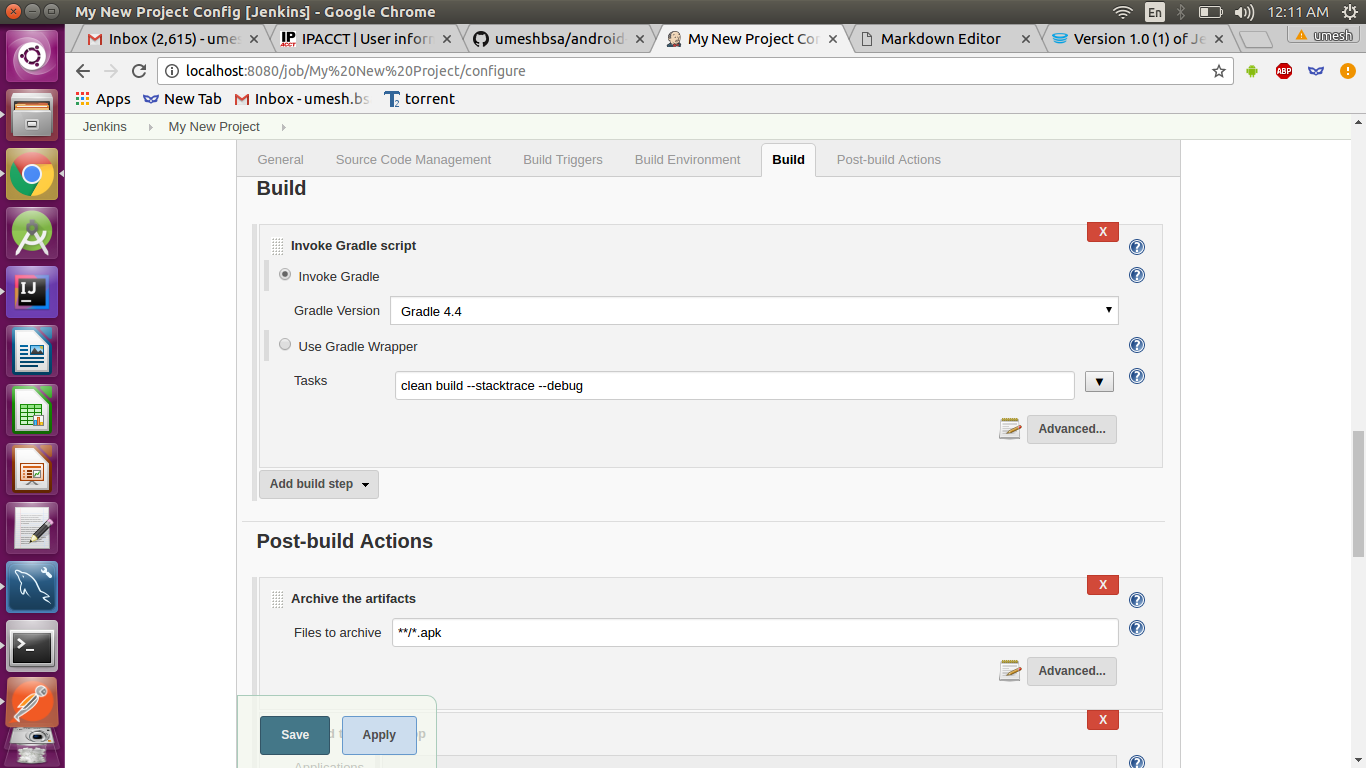 My New Project Config [Jenkins] - Google Chrome
En
12:11 AM
Inbox (2,615) - umes
IPACCT | User inform
umeshbsa/android
My New Project Con
Markdown Editor
Version 1.0 (1) of Je
umesh
localhost:8080/job/My%20New%20Project/configure
ABP
Apps
New Tab
Inbox - umesh.bs
torrent
Jenkins
My New Project
General
Source Code Management
Build Triggers
Build Environment
Build
Post-build Actions
Build
X
Invoke Gradle script
Invoke Gradle
Gradle Version
Gradle 4.4
Use Gradle Wrapper
Tasks
clean build --stacktrace --debug
Advanced...
Add build step
Post-build Actions
X
Archive the artifacts
Files to archive
**/*.apk
Advanced...
X
Save
Apply
Applications